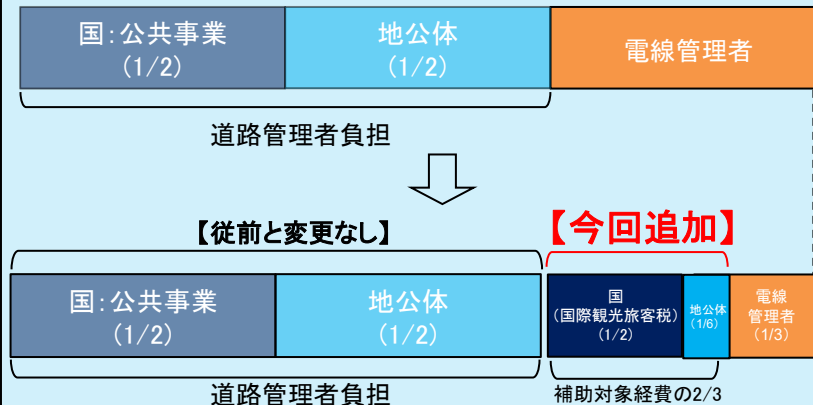 国:公共事業
(1/2)
地公体
(1/2)
電線管理者
道路管理者負担
【従前と変更なし】
【今回追加】
国:公共事業
(1/2)
地公体
(1/2)
国
(国際観光旅客税)
(1/2)
地公体
(1/6)
電線
管理者
(1/3)
道路管理者負担
補助対象経費の2/3